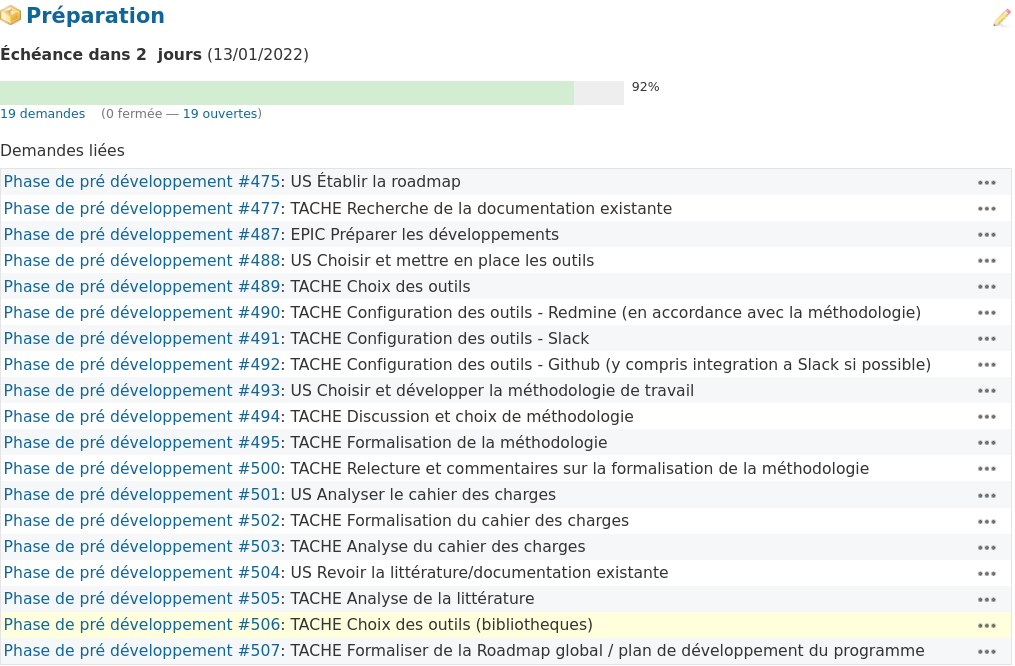 Préparation
Échéance dans 2 jours (13/01/2022)
92%
19 demandes (0 fermée — 19 ouvertes)
Demandes liées
Phase de pré développement #475: US Établir la roadmap
Phase de pré développement #477: TACHE Recherche de la documentation existante
Phase de pré développement #487: EPIC Préparer les développements
Phase de pré développement #488: US Choisir et mettre en place les outils
Phase de pré développement #489: TACHE Choix des outils
Phase de pré développement #490: TACHE Configuration des outils - Redmine (en accordance avec la méthodologie)
Phase de pré développement #491: TACHE Configuration des outils - Slack
Phase de pré développement #492: TACHE Configuration des outils - Github (y compris integration a Slack si possible)
Phase de pré développement #493: US Choisir et développer la méthodologie de travail
Phase de pré développement #494: TACHE Discussion et choix de méthodologie
Phase de pré développement #495: TACHE Formalisation de la méthodologie
Phase de pré développement #500: TACHE Relecture et commentaires sur la formalisation de la méthodologie
Phase de pré développement #501: US Analyser le cahier des charges
Phase de pré développement #502: TACHE Formalisation du cahier des charges
Phase de pré développement #503: TACHE Analyse du cahier des charges
Phase de pré développement #504: US Revoir la littérature/documentation existante
Phase de pré développement #505: TACHE Analyse de la littérature
Phase de pré développement #506: TACHE Choix des outils (bibliotheques)
Phase de pré développement #507: TACHE Formaliser de la Roadmap global / plan de développement du programme